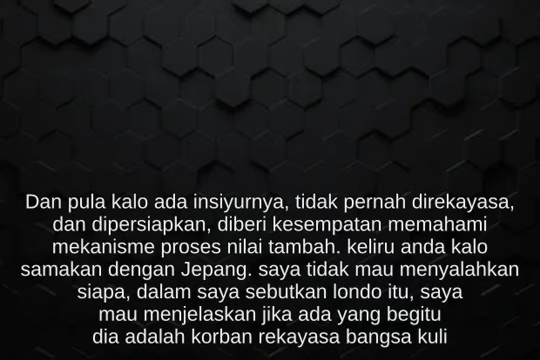 Dan pula kalo ada insiyurnya, tidak pernah direkayasa,
dan dipersiapkan, diberi kesempatan memahami
mekanisme proses nilai tambah. keliru anda kalo
samakan dengan Jepang. saya tidak mau menyalahkan
siapa, dalam saya sebutkan londo itu, saya
mau menjelaskan jika ada yang begitu
dia adalah korban rekayasa bangsa kuli